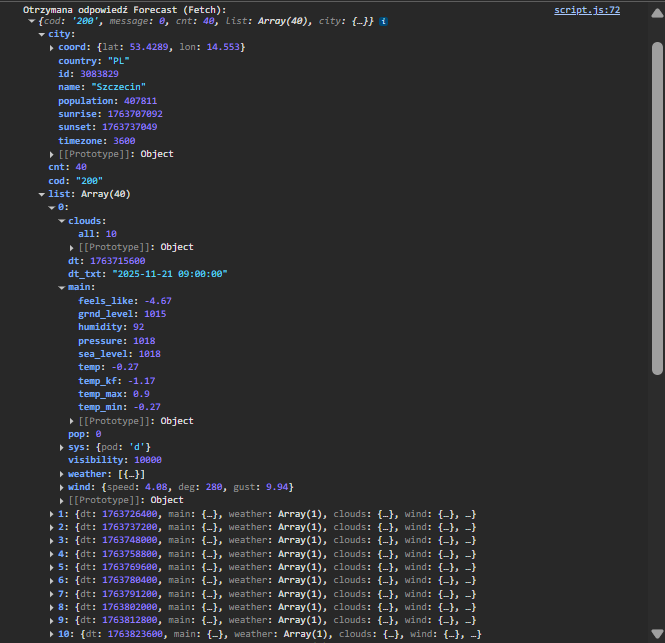 Otrzymana odpowiedź Forecast (Fetch): script.js:72
{cod: '200', message: 0, cnt: 40, list: Array(40), city: {…}} i
city:
coord: {lat: 53.4289, lon: 14.553}
country: "PL"
id: 3083829
name: "Szczecin"
population: 407811
sunrise: 1763707092
sunset: 1763737049
timezone: 3600
[[Prototype]]: Object
cnt: 40
cod: "200"
list: Array(40)
0:
clouds:
all: 10
[[Prototype]]: Object
dt: 1763715600
dt_txt: "2025-11-21 09:00:00"
main:
feels_like: -4.67
grnd_level: 1015
humidity: 92
pressure: 1018
sea_level: 1018
temp: -0.27
temp_kf: -1.17
temp_max: 0.9
temp_min: -0.27
[[Prototype]]: Object
pop: 0
sys: {pod: 'd'}
visibility: 10000
weather: [{…}]
wind: {speed: 4.08, deg: 280, gust: 9.94}
[[Prototype]]: Object
1: {dt: 1763726400, main: {…}, weather: Array(1), clouds: {…}, wind: {…}, …}
2: {dt: 1763737200, main: {…}, weather: Array(1), clouds: {…}, wind: {…}, …}
3: {dt: 1763748000, main: {…}, weather: Array(1), clouds: {…}, wind: {…}, …}
4: {dt: 1763758800, main: {…}, weather: Array(1), clouds: {…}, wind: {…}, …}
5: {dt: 1763769600, main: {…}, weather: Array(1), clouds: {…}, wind: {…}, …}
6: {dt: 1763780400, main: {…}, weather: Array(1), clouds: {…}, wind: {…}, …}
7: {dt: 1763791200, main: {…}, weather: Array(1), clouds: {…}, wind: {…}, …}
8: {dt: 1763802000, main: {…}, weather: Array(1), clouds: {…}, wind: {…}, …}
9: {dt: 1763812800, main: {…}, weather: Array(1), clouds: {…}, wind: {…}, …}
10: {dt: 1763823600, main: {…}, weather: Array(1), clouds: {…}, wind: {…}, …}